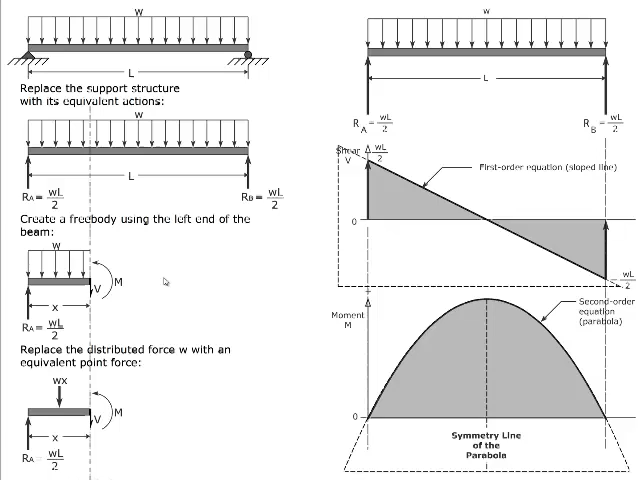 w
L
Replace the support structure
with its equivalent actions:
w
L
RA = wL/2
RB = wL/2
Create a freebody using the left end of the
beam:
w
M
V
x
RA = wL/2
Replace the distributed force w with an
equivalent point force:
wx
M
V
x
RA = wL/2
w
L
RA = wL/2
RB = wL/2
Shear
V
wL/2
First-order equation (sloped line)
0
- wL/2
+
Moment
M
Second-order
equation
(parabola)
0
Symmetry Line
of the
Parabola